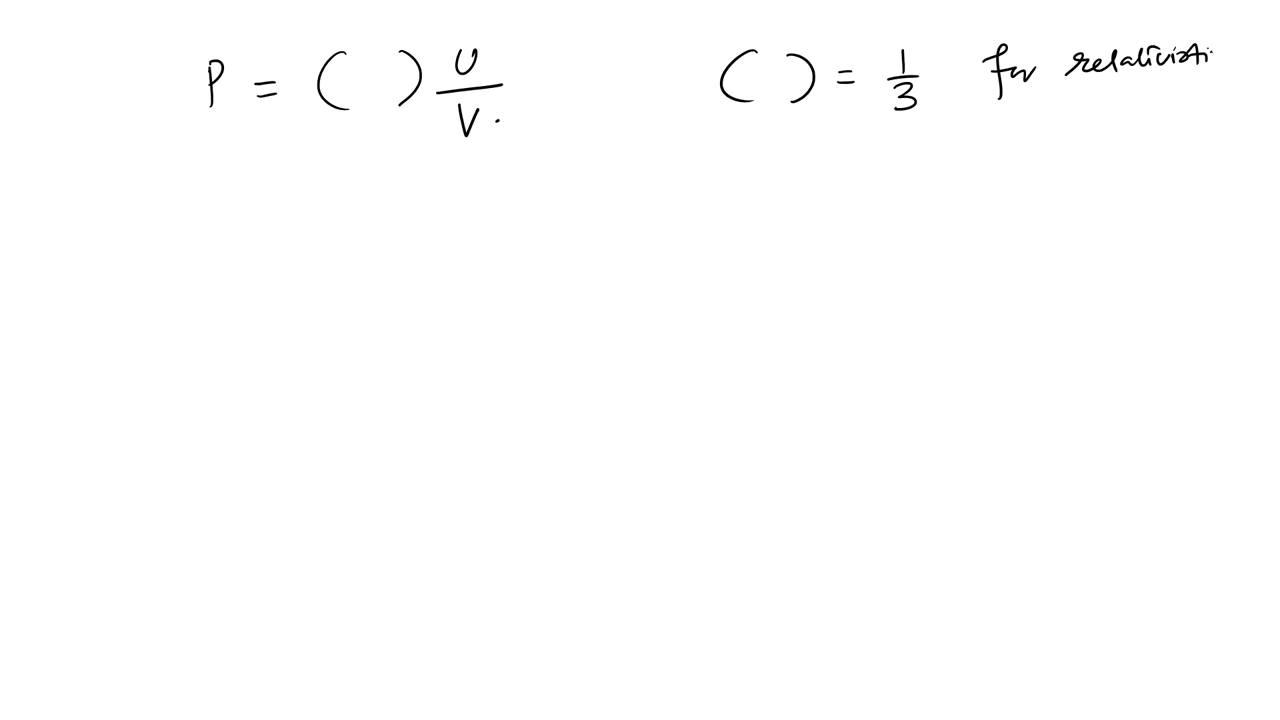 P = ( ) U/V. ( ) = 1/3 for relativisti